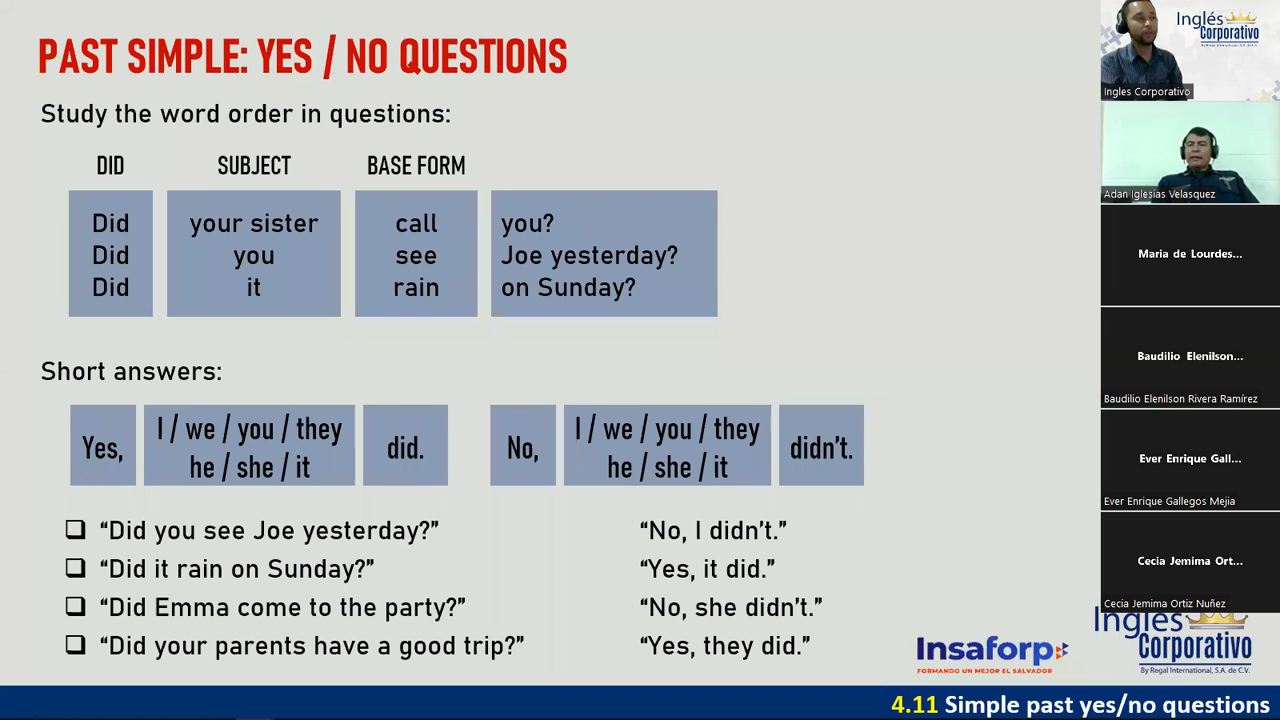 PAST SIMPLE: YES / NO QUESTIONS
Study the word order in questions:
DID SUBJECT BASE FORM
Did your sister call you?
Did you see Joe yesterday?
Did it rain on Sunday?
Short answers:
Yes, I / we / you / they he / she / it did. No, I / we / you / they he / she / it didn't.
"Did you see Joe yesterday?" "No, I didn't."
"Did it rain on Sunday?" "Yes, it did."
"Did Emma come to the party?" "No, she didn't."
"Did your parents have a good trip?" "Yes, they did."
Insaforp
FORMANDO UN MEJOR EL SALVADOR
Inglés
Corporativo
By Regal International, S.A. de C.V.
4.11 Simple past yes/no questions
Inglés
Corporativo
By Regal International, S.A. de C.V.
Ingles Corporativo
Adan Iglesias Velasquez
Maria de Lourdes...
Baudilio Elenilson...
Baudilio Elenilson Rivera Ramírez
Ever Enrique Gall...
Ever Enrique Gallegos Mejia
Cecia Jemima Ort...
Cecia Jemima Ortiz Nuñez